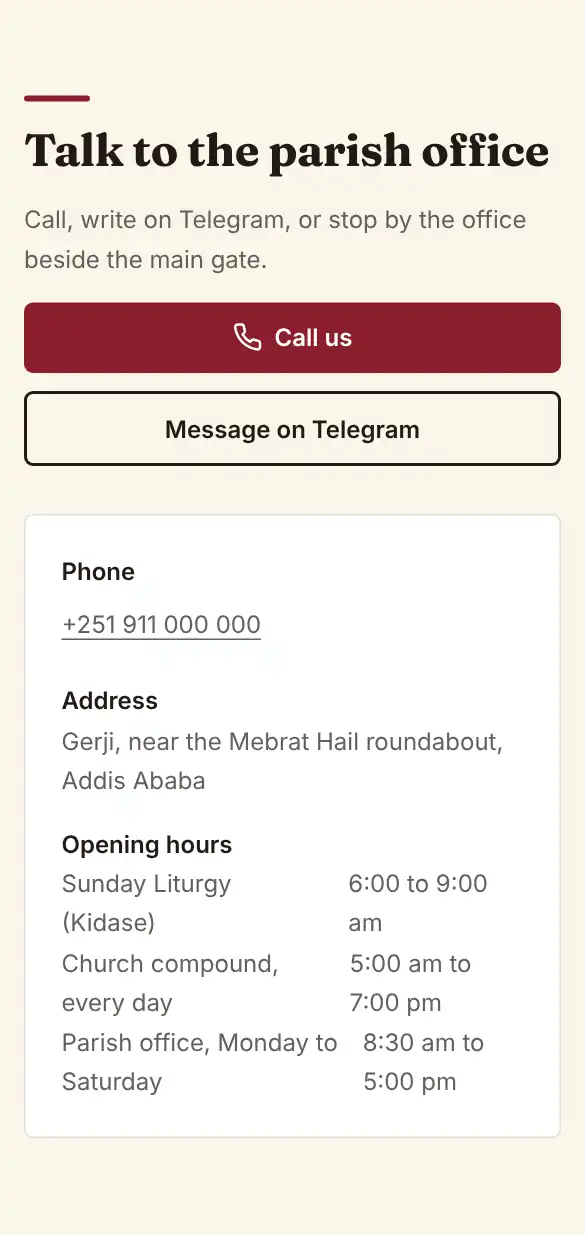 Talk to the parish office
Call, write on Telegram, or stop by the office
beside the main gate.
Call us
Message on Telegram
Phone
+251 911 000 000
Address
Gerji, near the Mebrat Hail roundabout,
Addis Ababa
Opening hours
Sunday Liturgy 6:00 to 9:00
(Kidase) am
Church compound, 5:00 am to
every day 7:00 pm
Parish office, Monday to 8:30 am to
Saturday 5:00 pm